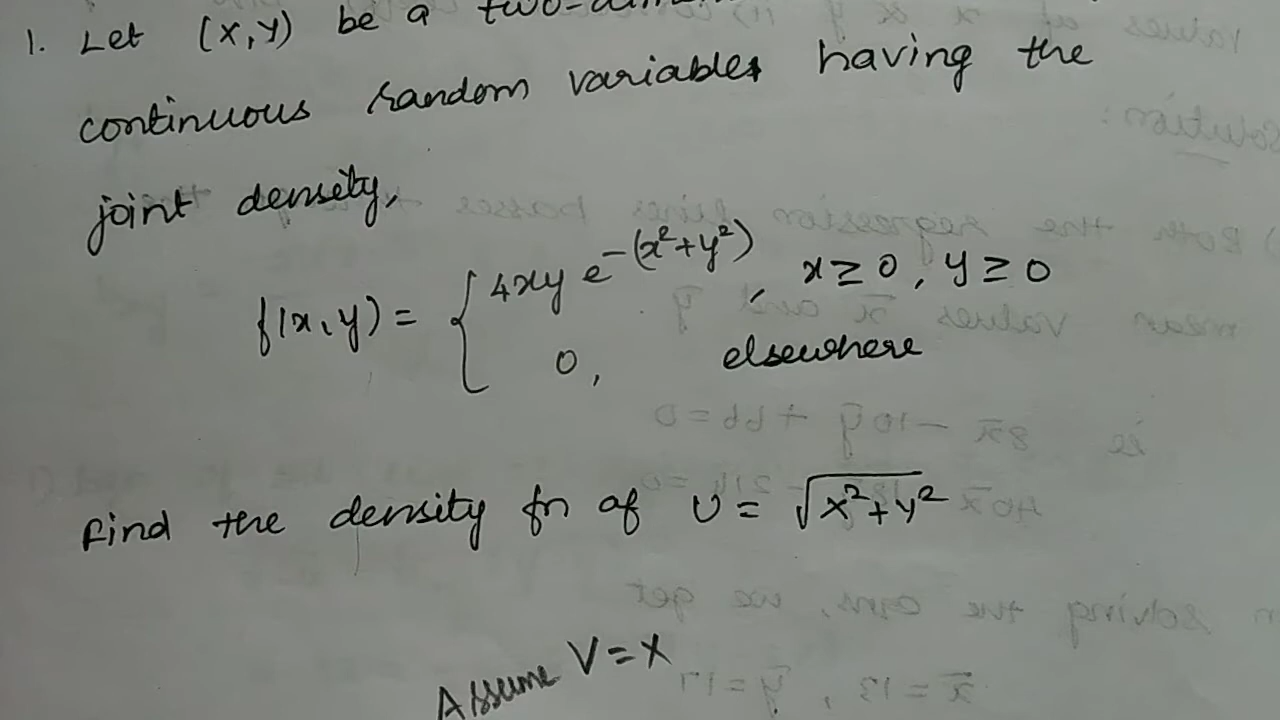 1. Let (X,Y) be a
continuous random variables having the
joint density,
f(x,y) = { 4xy e^-(x²+y²), x ≥ 0, y ≥ 0
0, elsewhere
Find the density fn of U = √x²+y²
Assume V = X